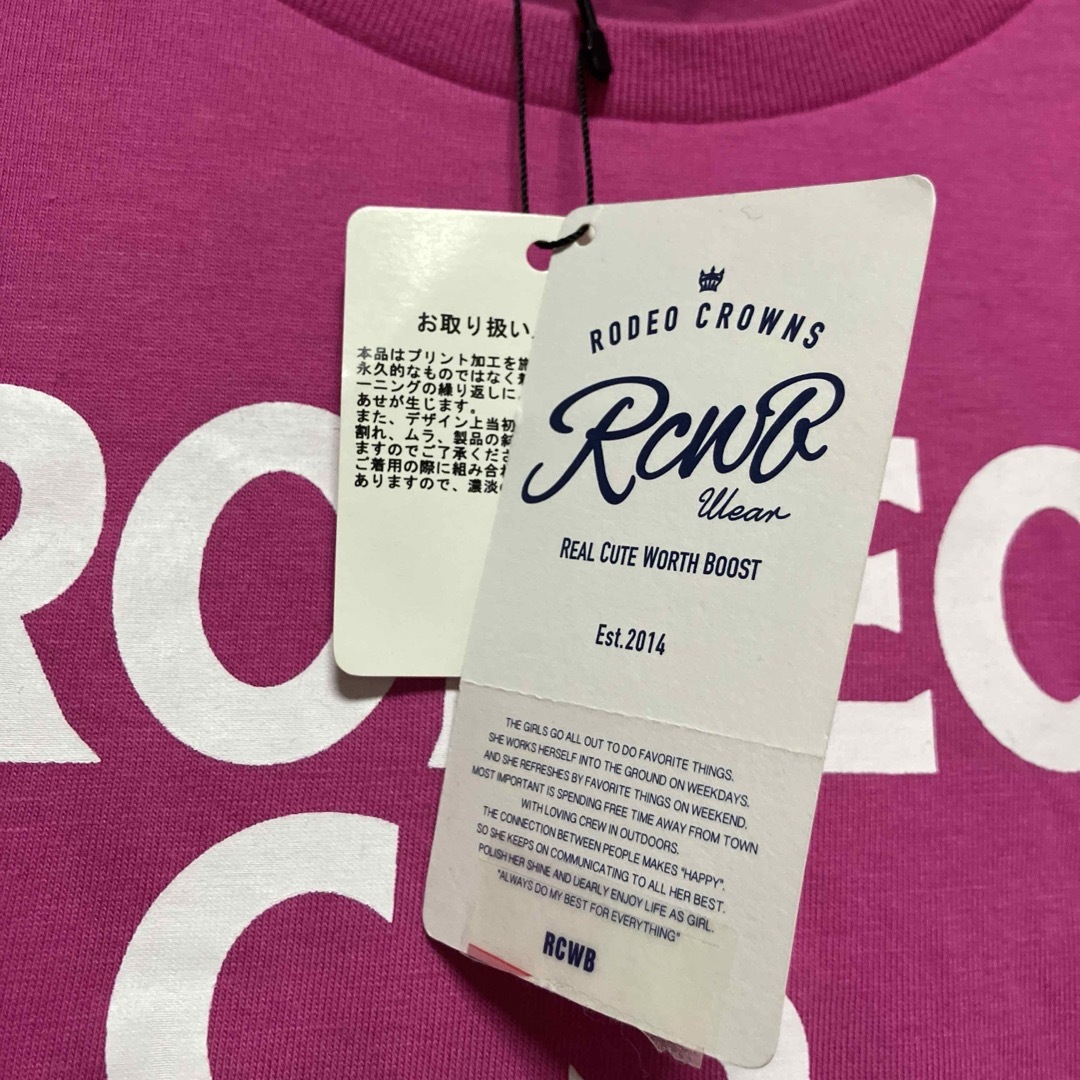 お取り扱い
本品はプリント加工を施
永久的なものではなく着
ーニングの繰り返しに
あせが生じます。
また、デザイン上当初
割れ、ムラ、製品の
ますのでご了承くださ
ご着用の際に組み合わ
ありますので、濃淡の
RODEO CROWNS
RCWB
Wear
REAL CUTE WORTH BOOST
Est.2014
THE GIRLS GO ALL OUT TO DO FAVORITE THINGS.
SHE WORKS HERSELF INTO THE GROUND ON WEEKDAYS.
AND SHE REFRESHES BY FAVORITE THINGS ON WEEKEND.
MOST IMPORTANT IS SPENDING FREE TIME AWAY FROM TOWN
WITH LOVING CREW IN OUTDOORS.
THE CONNECTION BETWEEN PEOPLE MAKES "HAPPY".
SO SHE KEEPS ON COMMUNICATING TO ALL HER BEST.
POLISH HER SHINE AND DEARLY ENJOY LIFE AS GIRL.
"ALWAYS DO MY BEST FOR EVERYTHING"
RCWB
RO EO
C